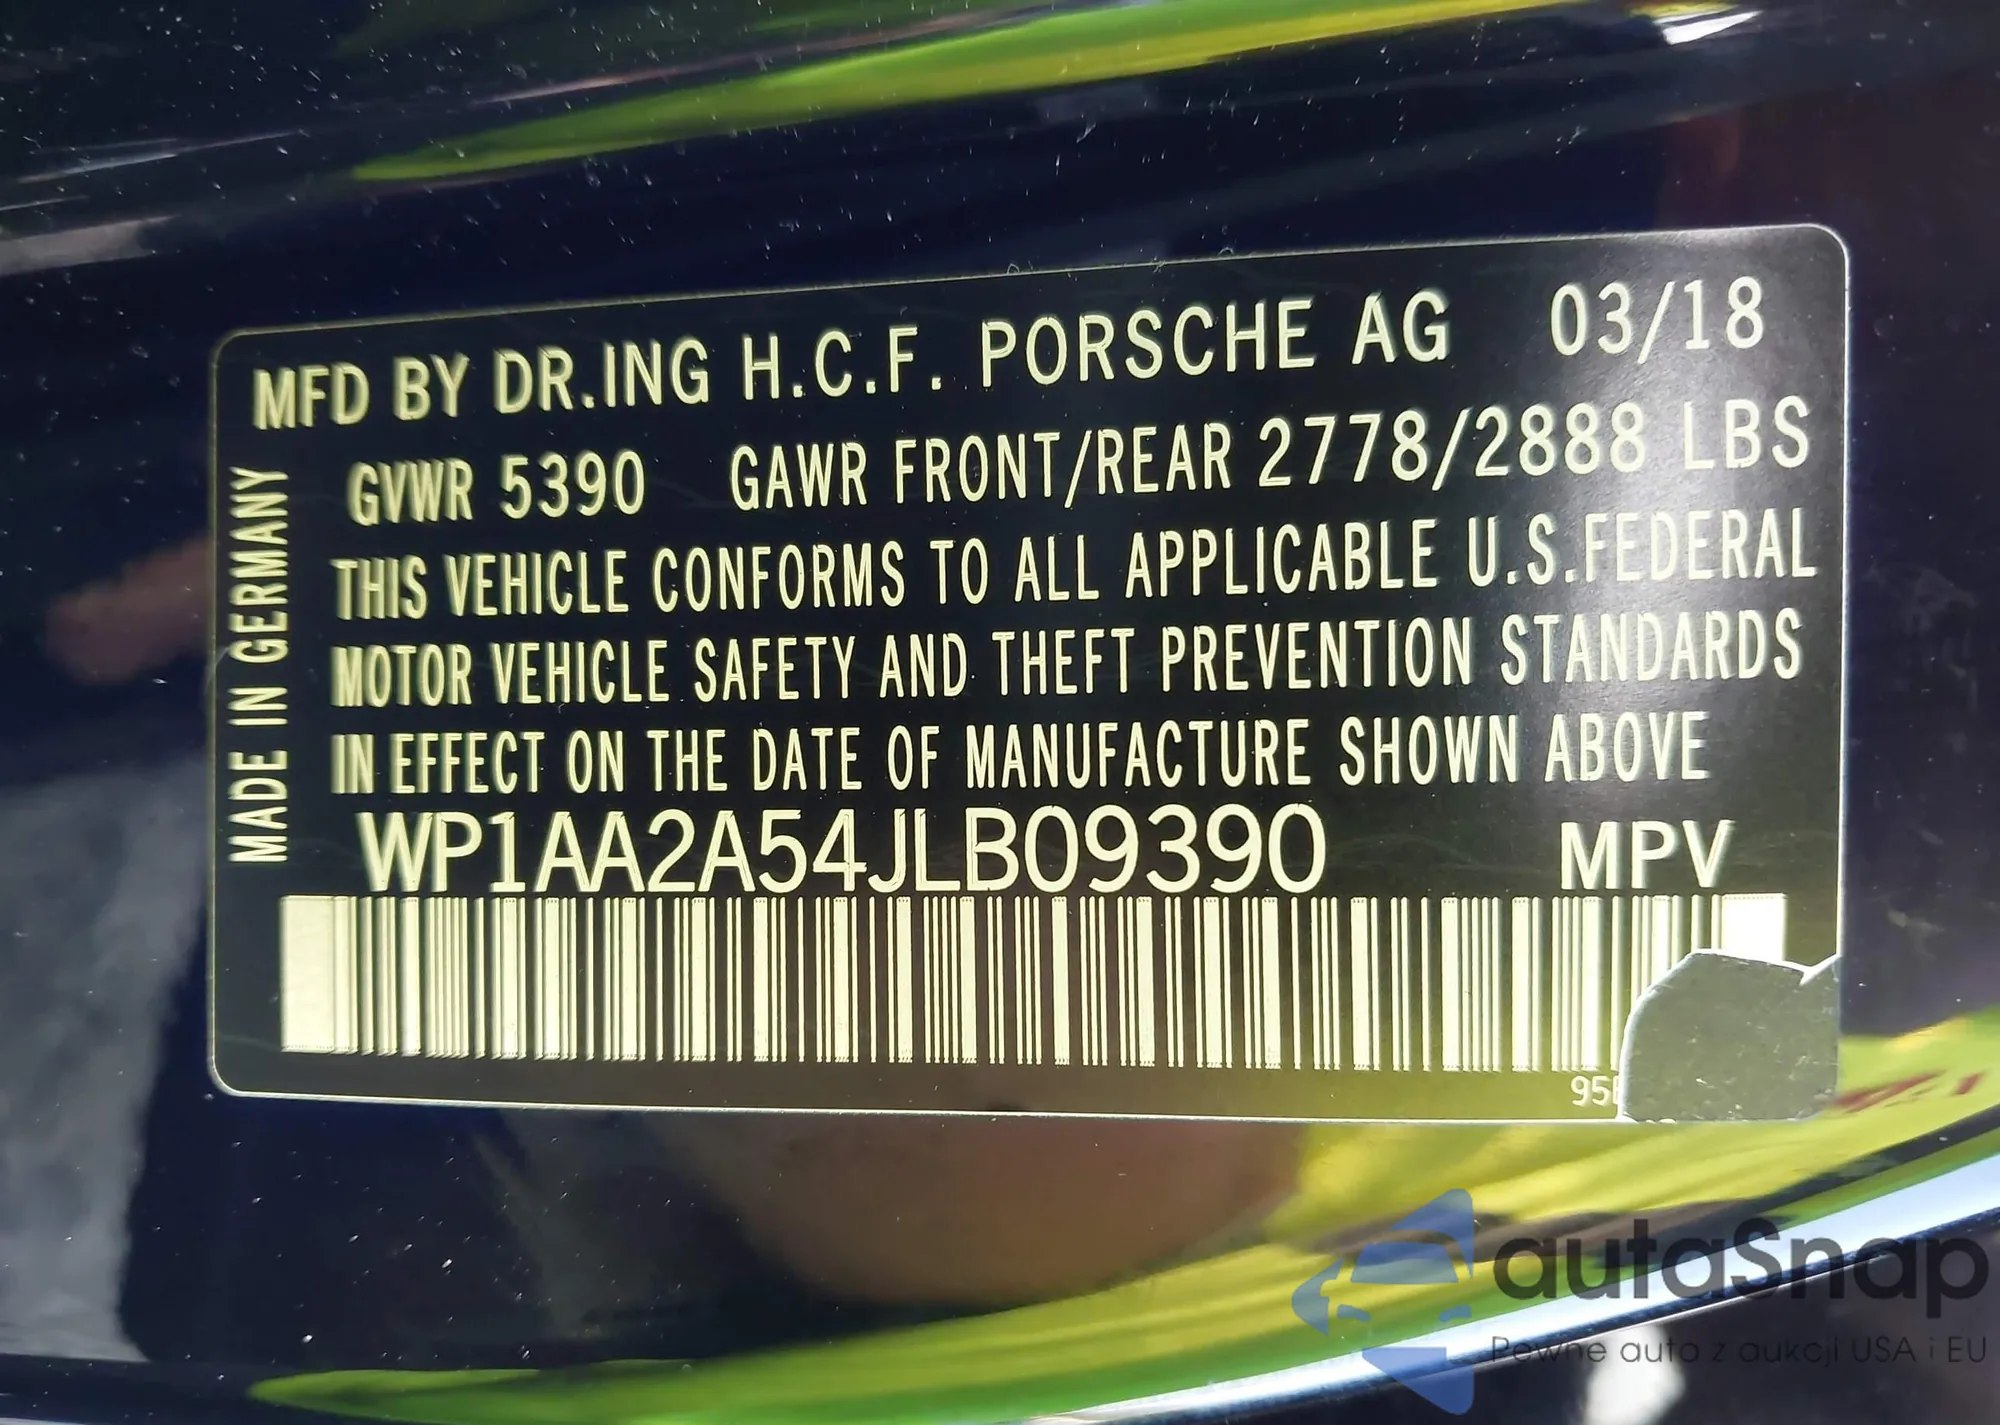 MFD BY DR.ING H.C.F. PORSCHE AG 03/18
GVWR 5390 GAWR FRONT/REAR 2778/2888 LBS
THIS VEHICLE CONFORMS TO ALL APPLICABLE U.S.FEDERAL
MOTOR VEHICLE SAFETY AND THEFT PREVENTION STANDARDS
IN EFFECT ON THE DATE OF MANUFACTURE SHOWN ABOVE
WP1AA2A54JLB09390 MPV
MADE IN GERMANY
autaSnap
Pewne auta z aukcji USA i EU